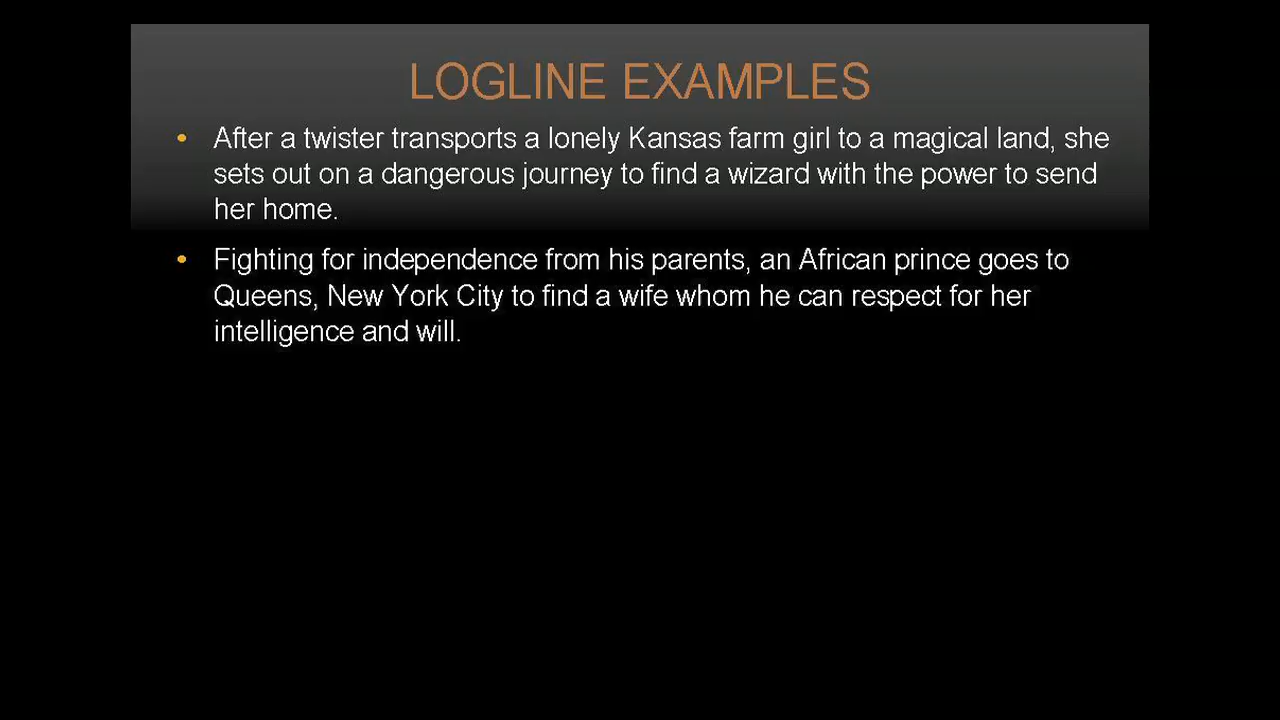 LOGLINE EXAMPLES
• After a twister transports a lonely Kansas farm girl to a magical land, she
sets out on a dangerous journey to find a wizard with the power to send
her home.
• Fighting for independence from his parents, an African prince goes to
Queens, New York City to find a wife whom he can respect for her
intelligence and will.